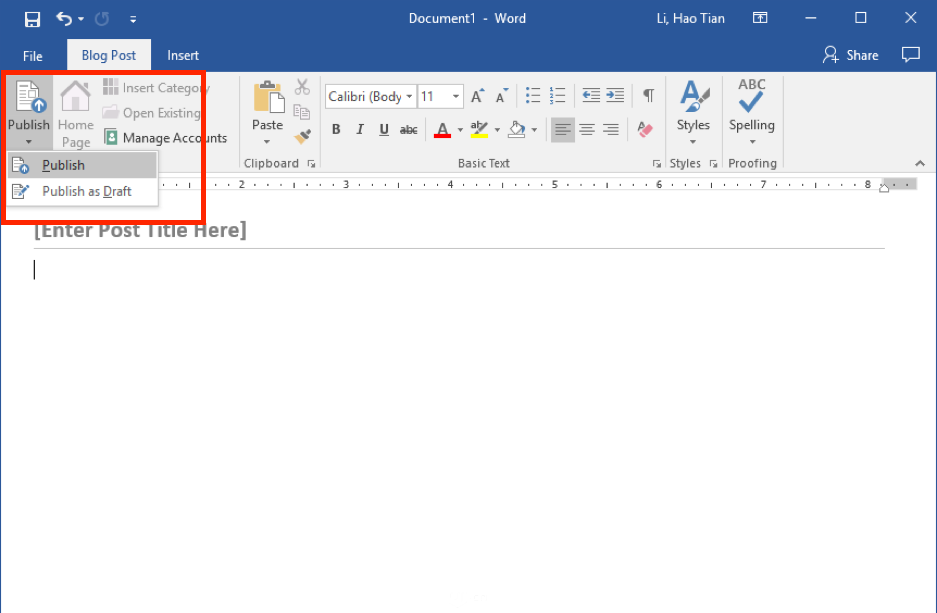 Document1 - Word
Li, Hao Tian
File
Blog Post
Insert
Share
Publish
Home Page
Insert Category
Open Existing
Manage Accounts
Paste
Clipboard
Calibri (Body
11
B I U abc
A
Basic Text
Styles
Styles
ABC
Spelling
Proofing
Publish
Publish as Draft
2 3 4 5 6 7 8
[Enter Post Title Here]